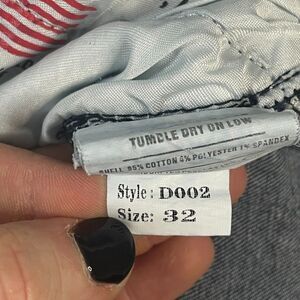 TUMBLE DRY ON LOW
SHELL 95% COTTON 4% POLYESTER 1% SPANDEX
Style: D002
Size: 32